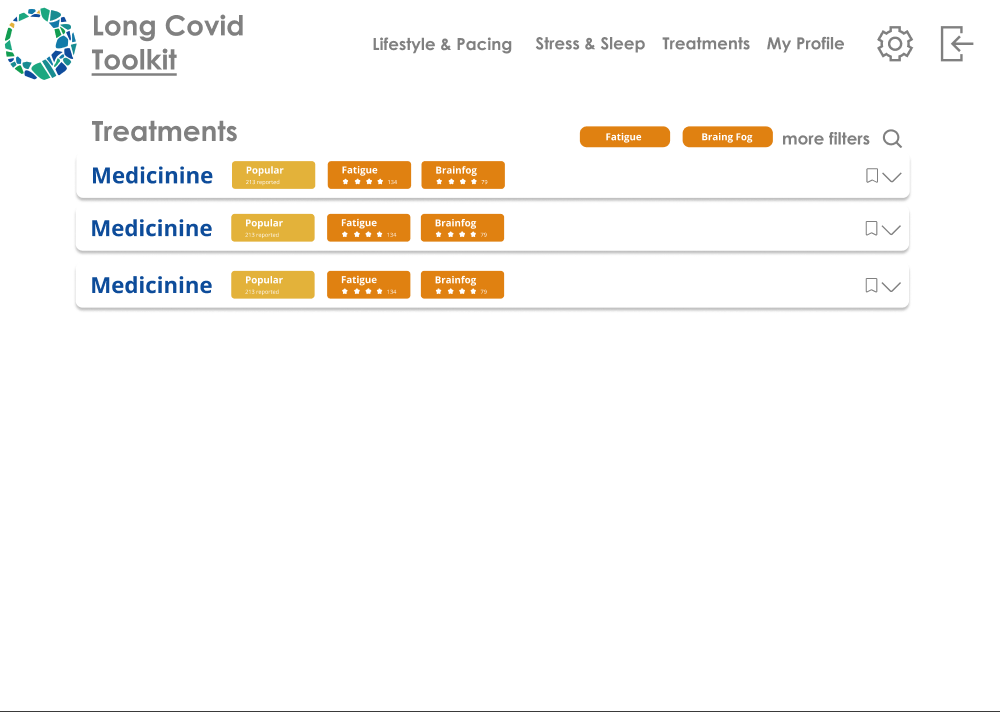 Long Covid
Toolkit
Lifestyle & Pacing Stress & Sleep Treatments My Profile
Treatments
Fatigue Braing Fog more filters
Medicinine Popular Fatigue Brainfog
213 reported 134 79
Medicinine Popular Fatigue Brainfog
213 reported 134 79
Medicinine Popular Fatigue Brainfog
213 reported 134 79